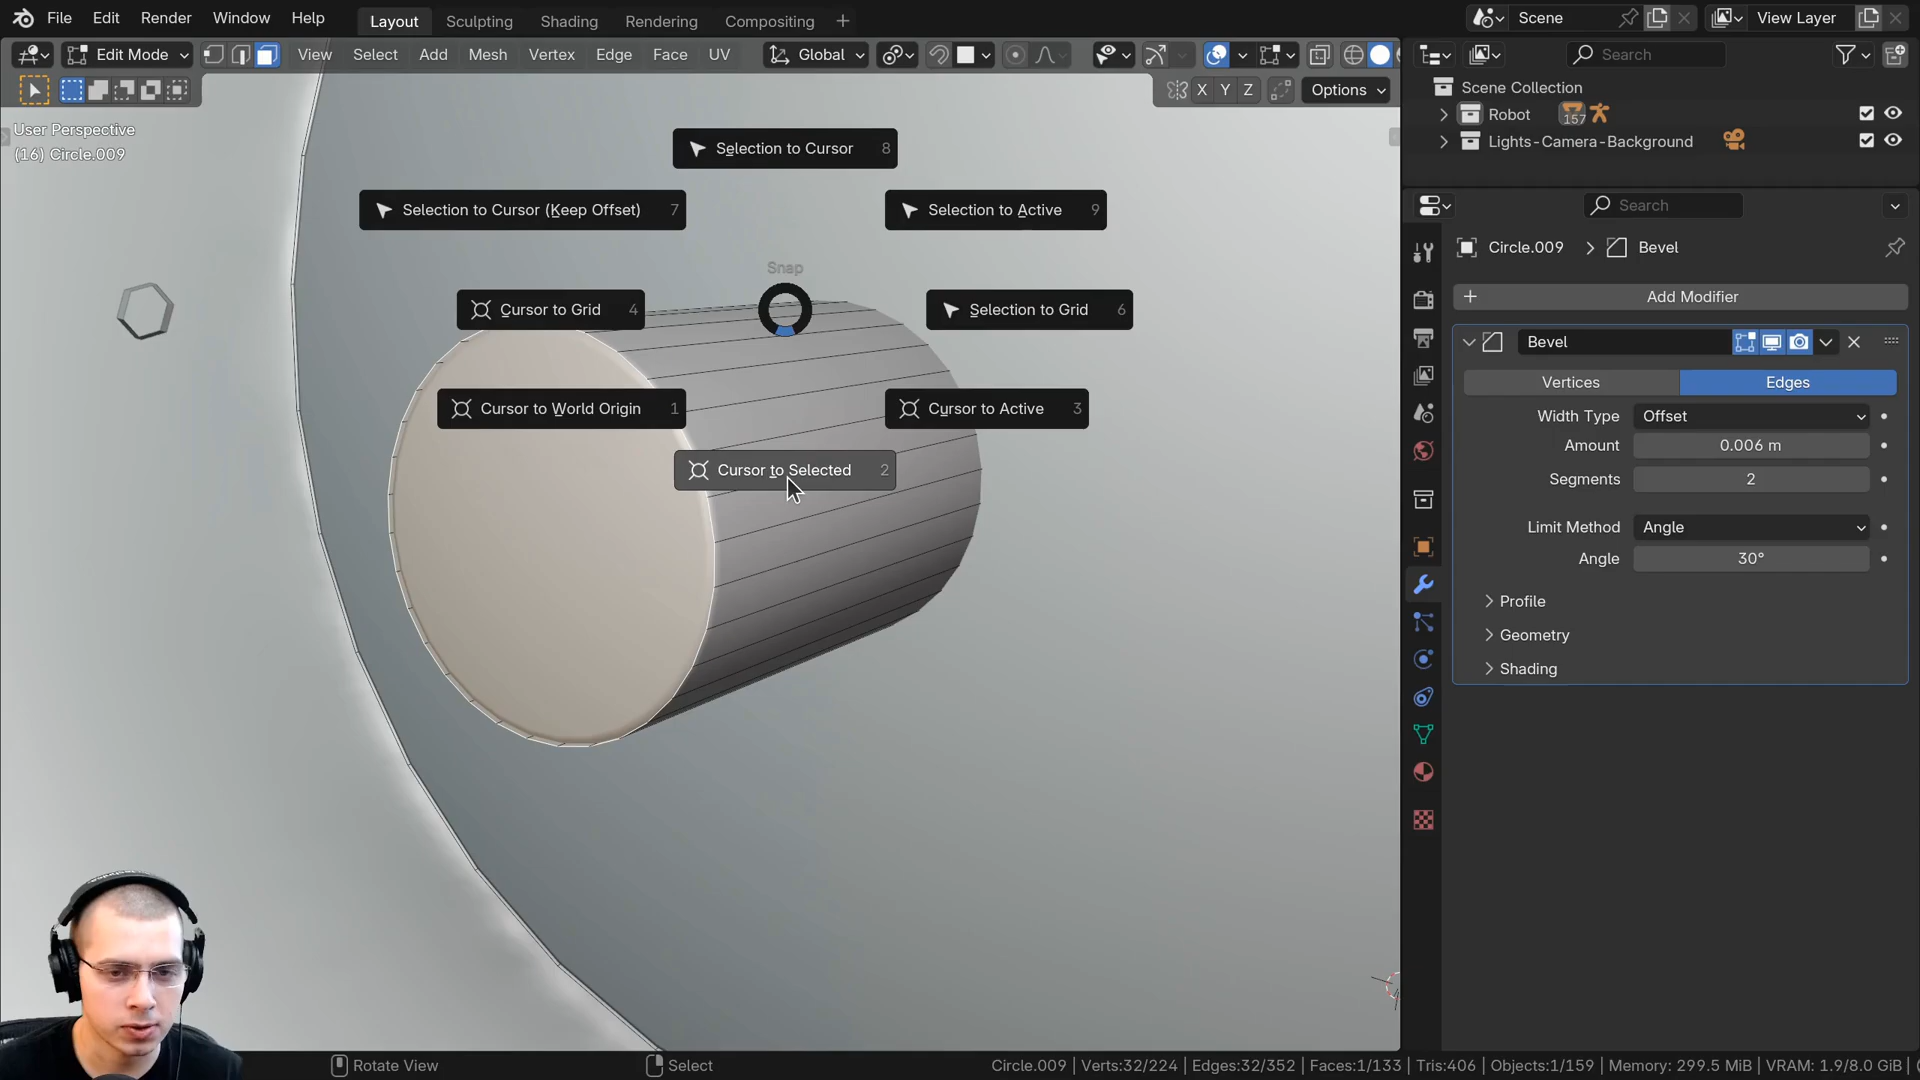 File Edit Render Window Help Layout Sculpting Shading Rendering Compositing + Scene View Layer
Edit Mode View Select Add Mesh Vertex Edge Face UV Global Search
X Y Z Options
User Perspective
(16) Circle.009
Scene Collection
Robot 157
Lights-Camera-Background
Selection to Cursor 8
Selection to Cursor (Keep Offset) 7
Selection to Active 9
Snap
Cursor to Grid 4
Selection to Grid 6
Cursor to World Origin 1
Cursor to Active 3
Cursor to Selected 2
Search
Circle.009 > Bevel
+ Add Modifier
Bevel
Vertices Edges
Width Type Offset
Amount 0.006 m
Segments 2
Limit Method Angle
Angle 30°
Profile
Geometry
Shading
Rotate View Select Circle.009 | Verts:32/224 | Edges:32/352 | Faces:1/133 | Tris:406 | Objects:1/159 | Memory: 299.5 MiB | VRAM: 1.9/8.0 GiB |